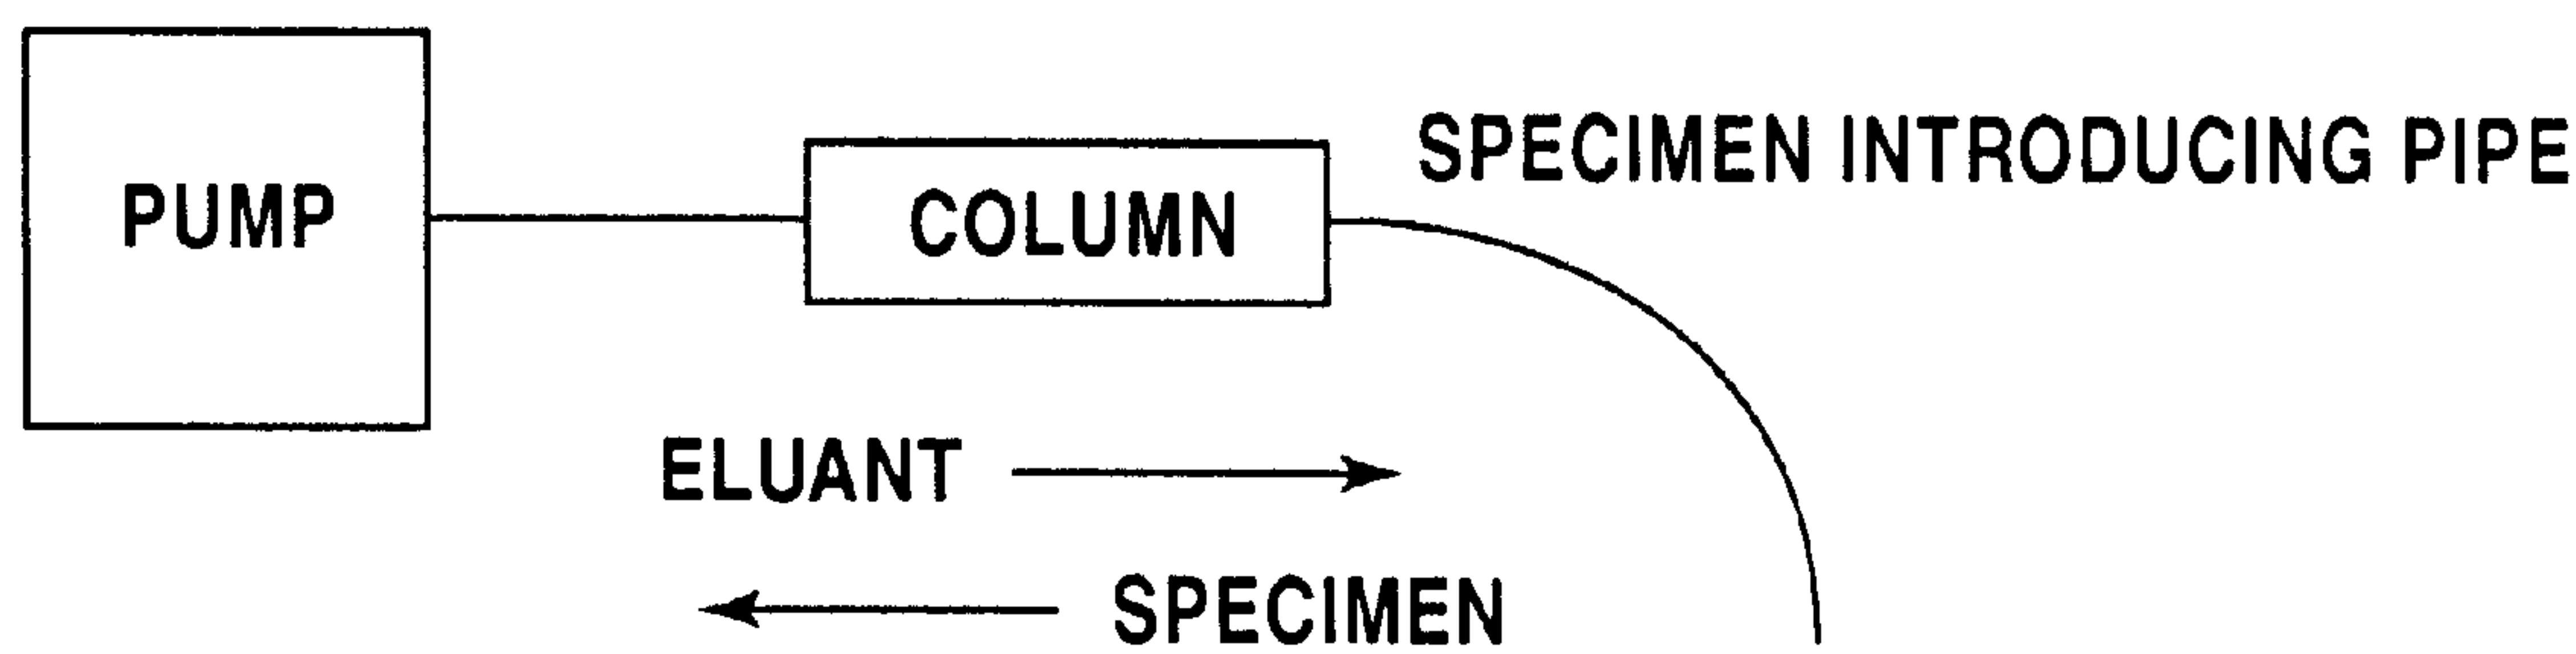 SPECIMEN INTRODUCING PIPE
PUMP
COLUMN
ELUANT
SPECIMEN